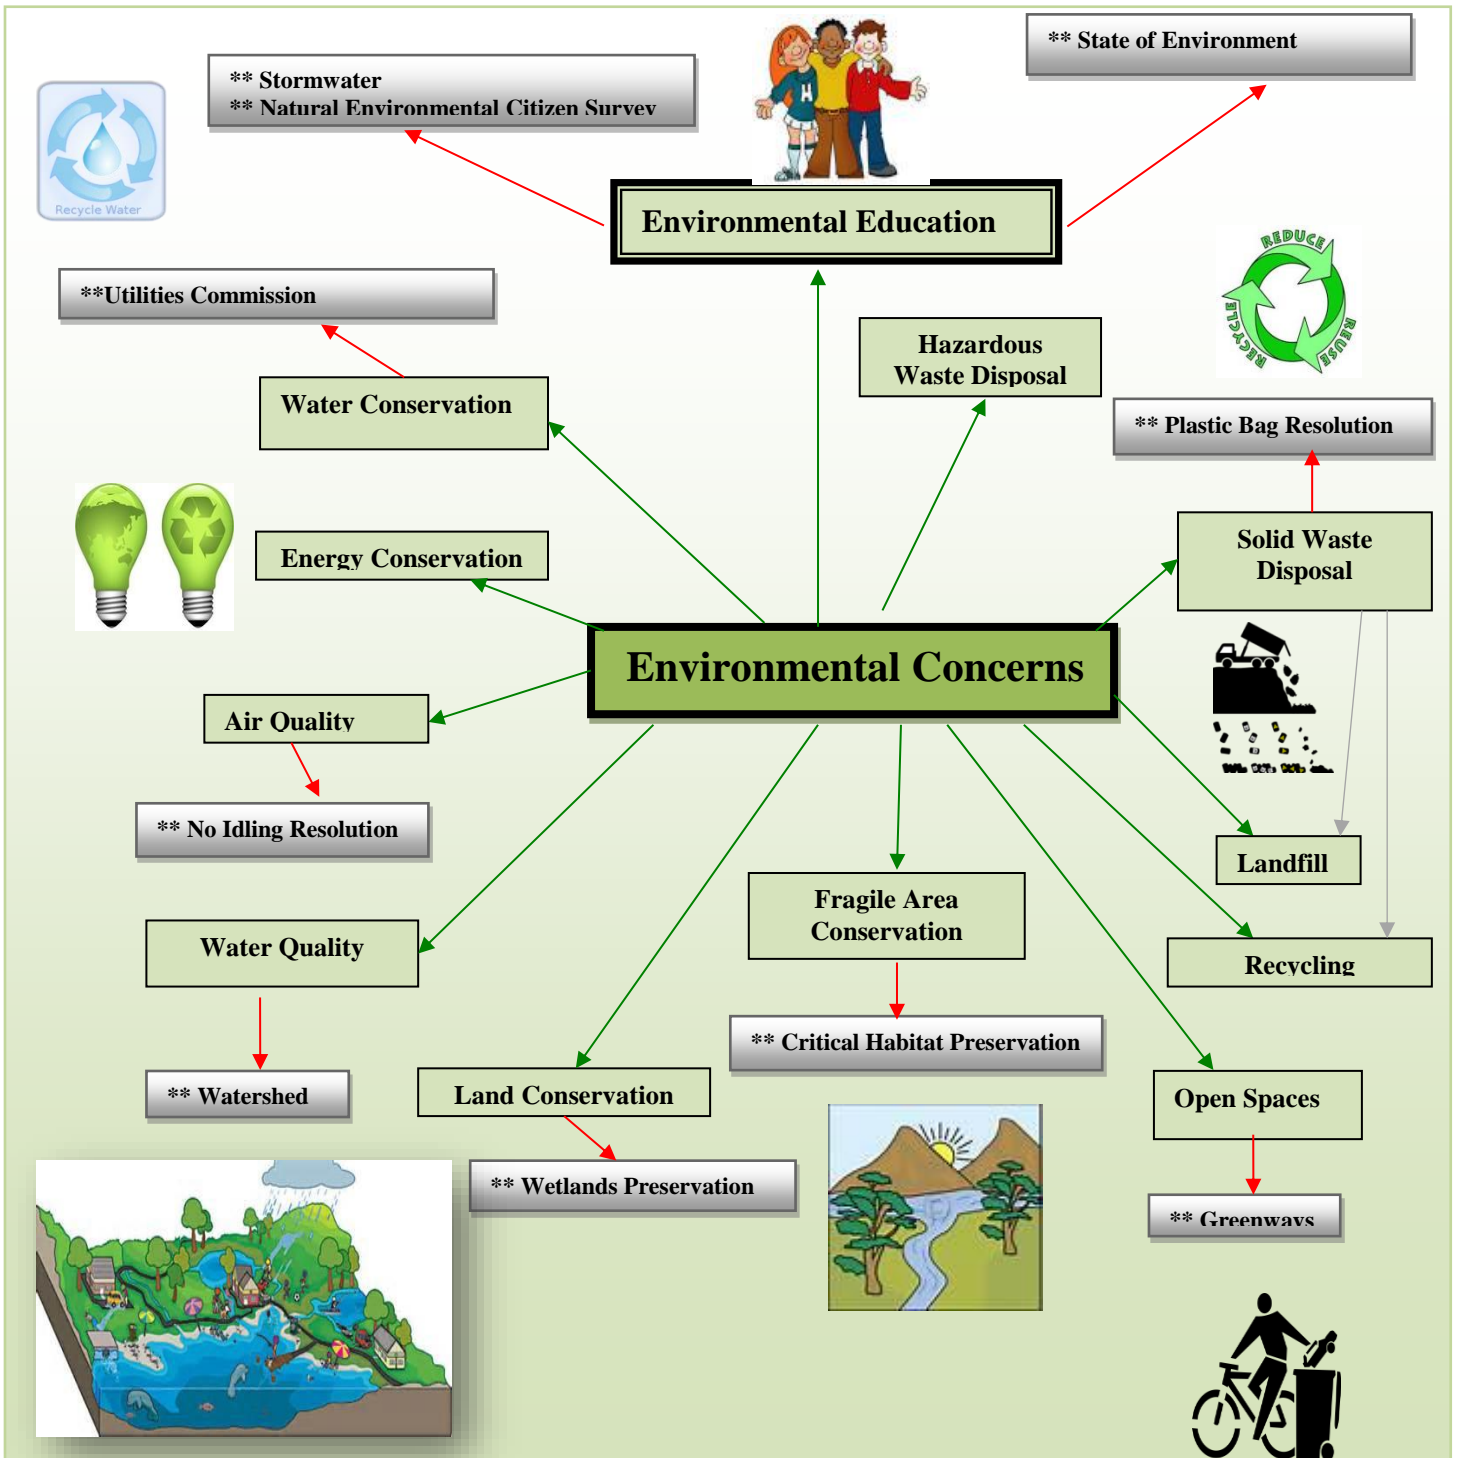 ** State of Environment
** Stormwater
** Natural Environmental Citizen Survey
Recycle Water
Environmental Education
REDUCE
REUSE
RECYCLE
**Utilities Commission
Hazardous
Waste Disposal
Water Conservation
** Plastic Bag Resolution
Energy Conservation
Solid Waste
Disposal
Environmental Concerns
Air Quality
** No Idling Resolution
Landfill
Fragile Area
Conservation
Water Quality
Recycling
** Critical Habitat Preservation
** Watershed
Land Conservation
Open Spaces
** Wetlands Preservation
** Greenways
H